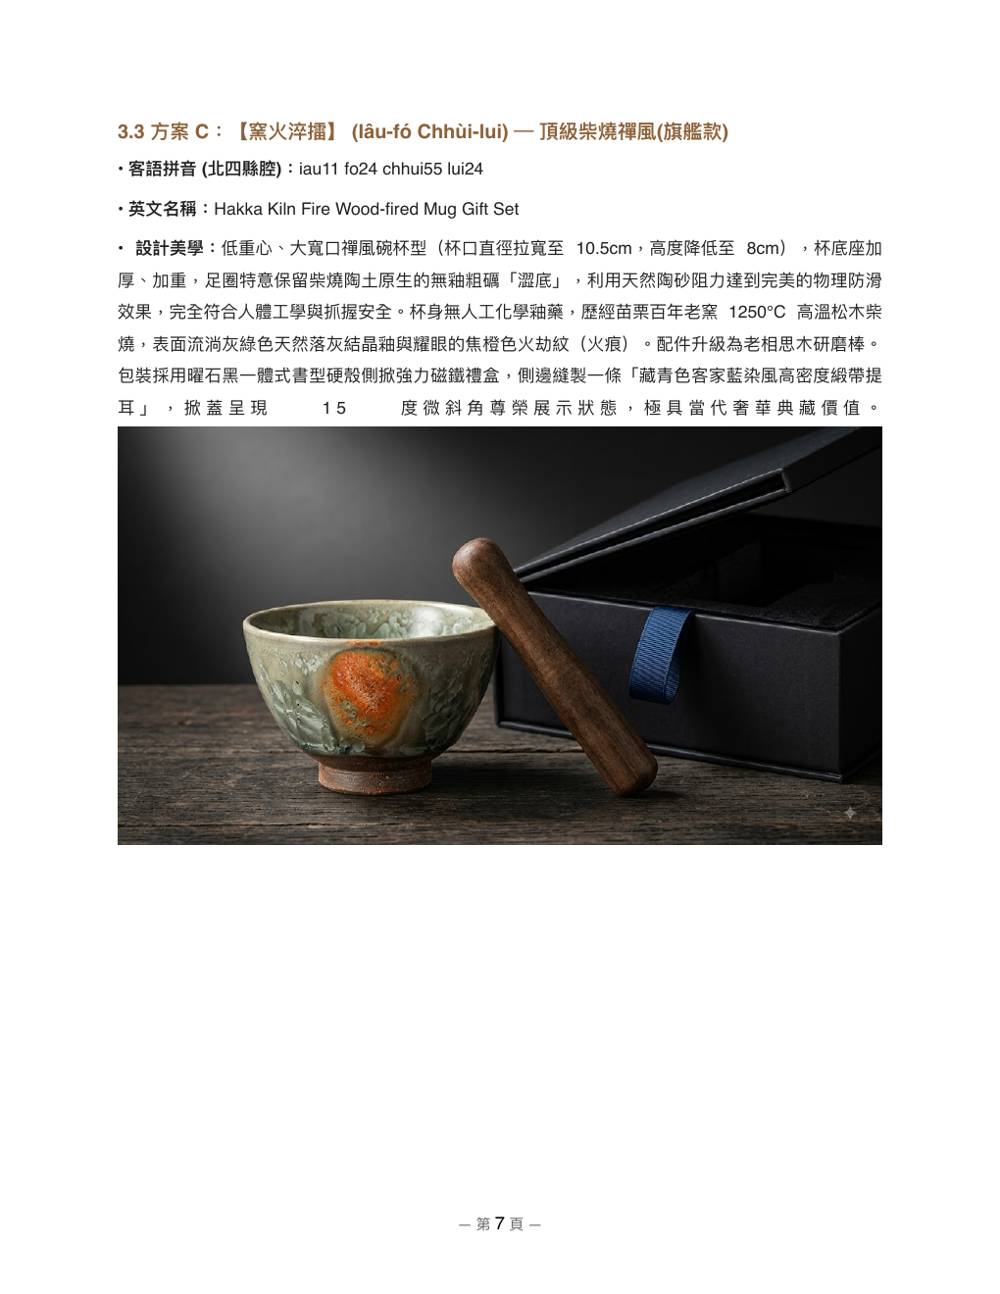 3.3 方案 C：【窯火淬擂】 (lâu-fó Chhùi-lui) — 頂級柴燒禪風(旗艦款)
• 客語拼音 (北四縣腔)：iau11 fo24 chhui55 lui24
• 英文名稱：Hakka Kiln Fire Wood-fired Mug Gift Set
• 設計美學：低重心、大寬口禪風碗杯型（杯口直徑拉寬至 10.5cm，高度降低至 8cm），杯底座加
厚、加重，足圈特意保留柴燒陶土原生的無釉粗礪「澀底」，利用天然陶砂阻力達到完美的物理防滑
效果，完全符合人體工學與抓握安全。杯身無人工化學釉藥，歷經苗栗百年老窯 1250°C 高溫松木柴
燒，表面流淌灰綠色天然落灰結晶釉與耀眼的焦橙色火劫紋（火痕）。配件升級為老相思木研磨棒。
包裝採用曜石黑一體式書型硬殼側掀強力磁鐵禮盒，側邊縫製一條「藏青色客家藍染風高密度緞帶提
耳」，掀蓋呈現 15 度微斜角尊榮展示狀態，極具當代奢華典藏價值。
— 第 7 頁 —